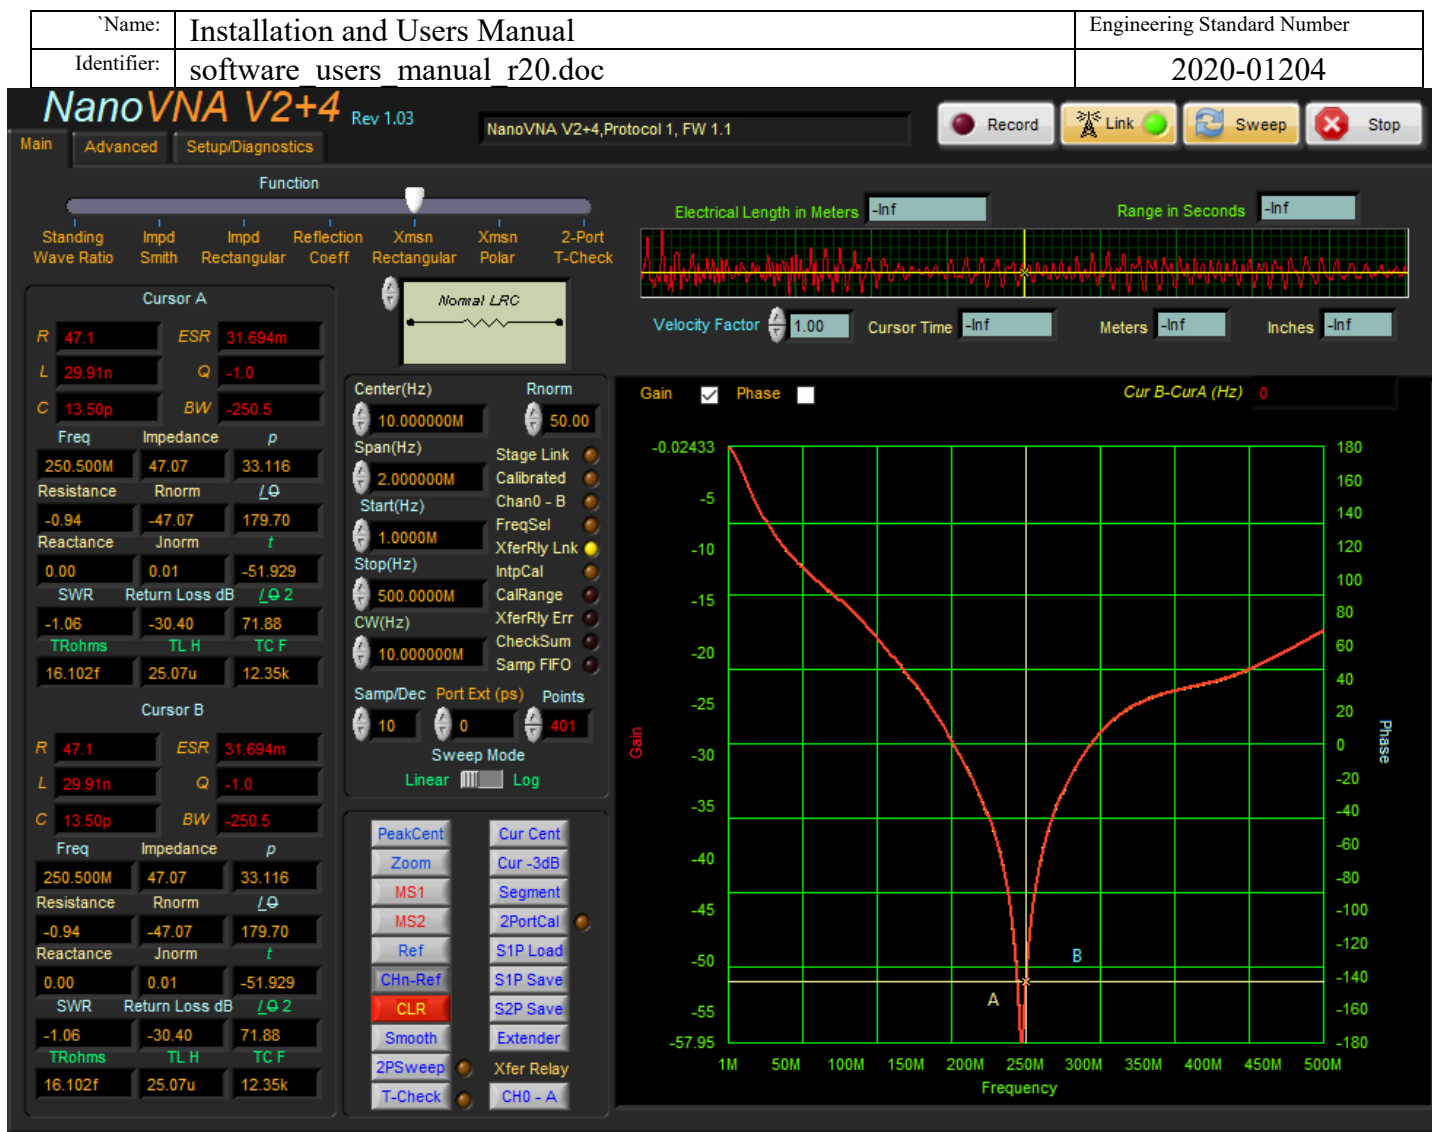 `Name: Installation and Users Manual Engineering Standard Number
Identifier: software_users_manual_r20.doc 2020-01204
NanoVNA V2+4 Rev 1.03
NanoVNA V2+4,Protocol 1, FW 1.1
Record Link Sweep Stop
Main Advanced Setup/Diagnostics
Function
Standing Wave Ratio
Impd Smith
Impd Rectangular
Reflection Coeff
Xmsn Rectangular
Xmsn Polar
2-Port T-Check
Electrical Length in Meters -Inf
Range in Seconds -Inf
Velocity Factor 1.00 Cursor Time -Inf Meters -Inf Inches -Inf
Normal LRC
Cursor A
R 47.1 ESR 31.694m
L 29.91n Q -1.0
C 13.50p BW -250.5
Freq Impedance p
250.500M 47.07 33.116
Resistance Rnorm /Θ
-0.94 -47.07 179.70
Reactance Jnorm t
0.00 0.01 -51.929
SWR Return Loss dB /Θ 2
-1.06 -30.40 71.88
TRohms TL H TC F
16.102f 25.07u 12.35k
Cursor B
R 47.1 ESR 31.694m
L 29.91n Q -1.0
C 13.50p BW -250.5
Freq Impedance p
250.500M 47.07 33.116
Resistance Rnorm /Θ
-0.94 -47.07 179.70
Reactance Jnorm t
0.00 0.01 -51.929
SWR Return Loss dB /Θ 2
-1.06 -30.40 71.88
TRohms TL H TC F
16.102f 25.07u 12.35k
Center(Hz) Rnorm
10.000000M 50.00
Span(Hz)
2.000000M
Start(Hz)
1.0000M
Stop(Hz)
500.0000M
CW(Hz)
10.000000M
Stage Link
Calibrated
Chan0 - B
FreqSel
XferRly Lnk
IntpCal
CalRange
XferRly Err
CheckSum
Samp FIFO
Samp/Dec Port Ext (ps) Points
10 0 401
Sweep Mode
Linear Log
PeakCent Cur Cent
Zoom Cur -3dB
MS1 Segment
MS2 2PortCal
Ref S1P Load
CHn-Ref S1P Save
CLR S2P Save
Smooth Extender
2PSweep Xfer Relay
T-Check CH0 - A
Gain Phase Cur B-CurA (Hz) 0
-0.02433
-5
-10
-15
-20
-25
-30
-35
-40
-45
-50
-55
-57.95
Gain
180
160
140
120
100
80
60
40
20
0
-20
-40
-60
-80
-100
-120
-140
-160
-180
Phase
B
A
1M 50M 100M 150M 200M 250M 300M 350M 400M 450M 500M
Frequency